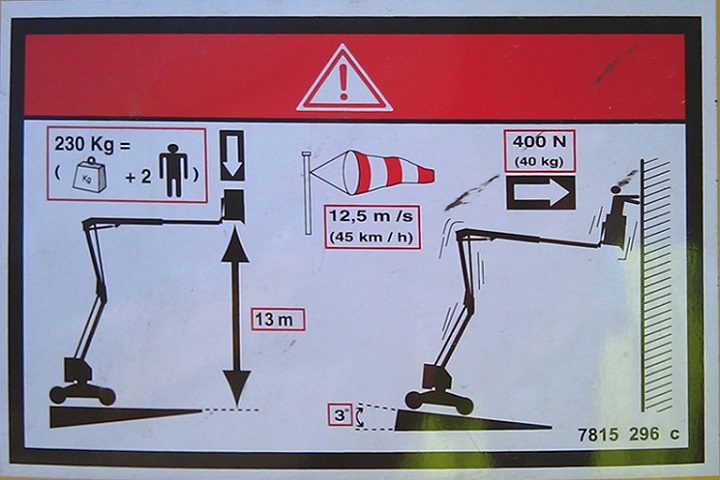 230 Kg =
( Kg + 2 )
400 N
(40 kg)
12,5 m /s
(45 km / h)
13 m
3°
7815 296 c